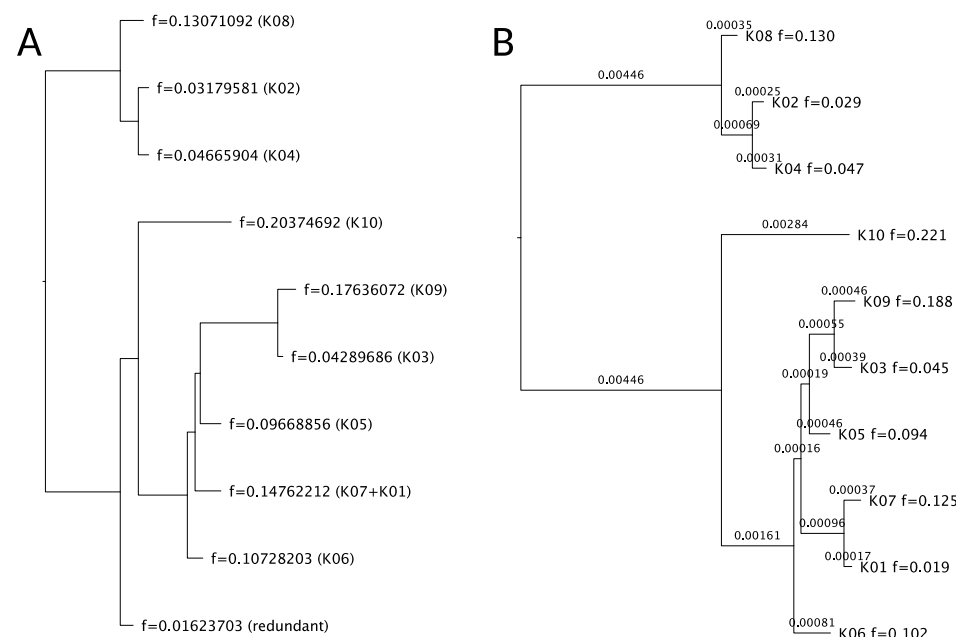 A
f=0.13071092 (K08)
f=0.03179581 (K02)
f=0.04665904 (K04)
f=0.20374692 (K10)
f=0.17636072 (K09)
f=0.04289686 (K03)
f=0.09668856 (K05)
f=0.14762212 (K07+K01)
f=0.10728203 (K06)
f=0.01623703 (redundant)
B
0.00035
K08 f=0.130
0.00446
0.00025
K02 f=0.029
0.00069
0.00031
K04 f=0.047
0.00284
K10 f=0.221
0.00046
K09 f=0.188
0.00055
0.00039
K03 f=0.045
0.00446
0.00019
0.00046
K05 f=0.094
0.00016
0.00037
K07 f=0.125
0.00096
0.00161
0.00017
K01 f=0.019
0.00081
K06 f=0.102